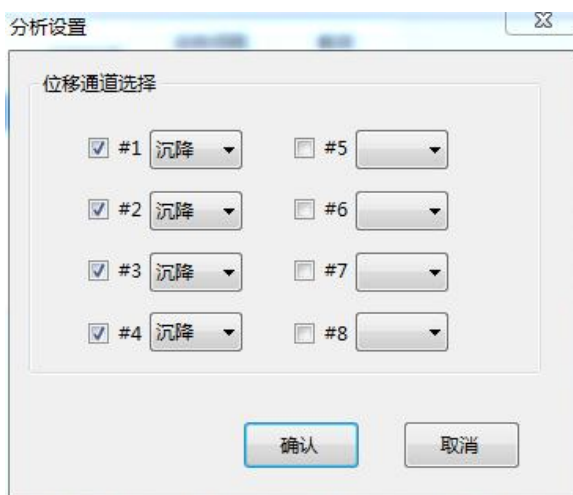 分析设置
位移通道选择
#1 沉降 #5
#2 沉降 #6
#3 沉降 #7
#4 沉降 #8
确认 取消